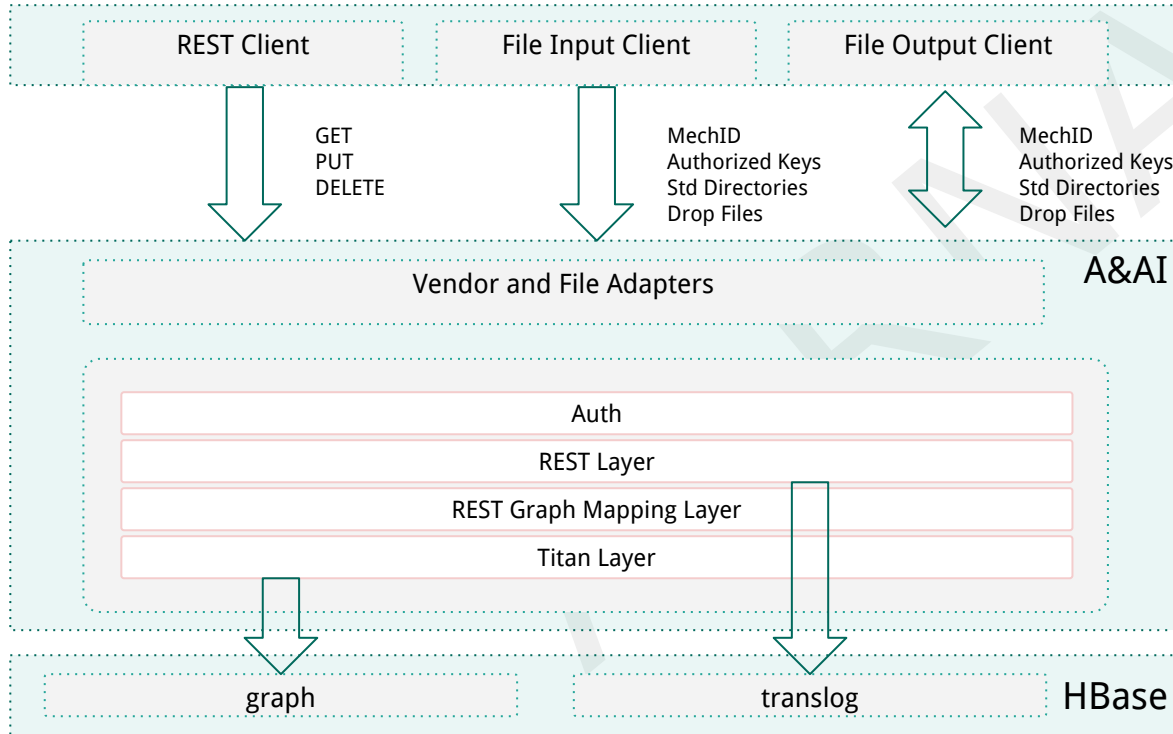 REST Client
File Input Client
File Output Client
GET
PUT
DELETE
MechID
Authorized Keys
Std Directories
Drop Files
MechID
Authorized Keys
Std Directories
Drop Files
A&AI
Vendor and File Adapters
Auth
REST Layer
REST Graph Mapping Layer
Titan Layer
graph
translog
HBase